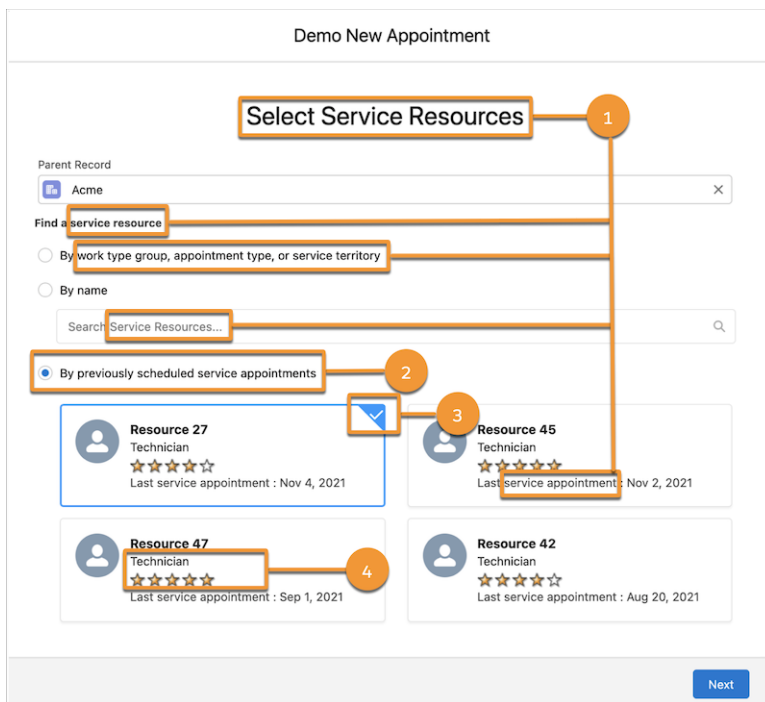 Demo New Appointment
Select Service Resources
1
Parent Record
Acme
Find a service resource
By work type group, appointment type, or service territory
By name
Search Service Resources...
By previously scheduled service appointments
2
3
Resource 27
Technician
Last service appointment : Nov 4, 2021
Resource 45
Technician
Last service appointment : Nov 2, 2021
Resource 47
Technician
4
Last service appointment : Sep 1, 2021
Resource 42
Technician
Last service appointment : Aug 20, 2021
Next